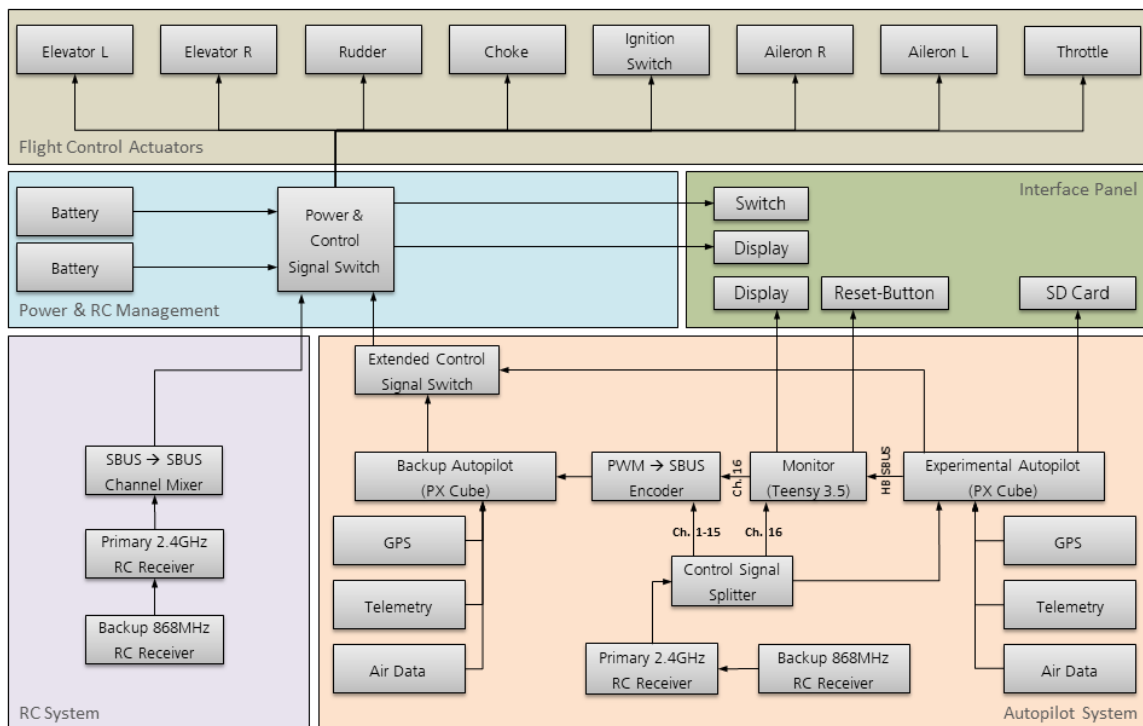 Elevator L
Elevator R
Rudder
Choke
Ignition
Switch
Aileron R
Aileron L
Throttle
Flight Control Actuators
Battery
Battery
Power &
Control
Signal Switch
Power & RC Management
Interface Panel
Switch
Display
Display
Reset-Button
SD Card
SBUS → SBUS
Channel Mixer
Primary 2.4GHz
RC Receiver
Backup 868MHz
RC Receiver
RC System
Extended Control
Signal Switch
Backup Autopilot
(PX Cube)
PWM → SBUS
Encoder
Ch. 16
Monitor
(Teensy 3.5)
HB SBUS
Experimental Autopilot
(PX Cube)
GPS
Telemetry
Air Data
Ch. 1-15
Ch. 16
Control Signal
Splitter
Primary 2.4GHz
RC Receiver
Backup 868MHz
RC Receiver
GPS
Telemetry
Air Data
Autopilot System